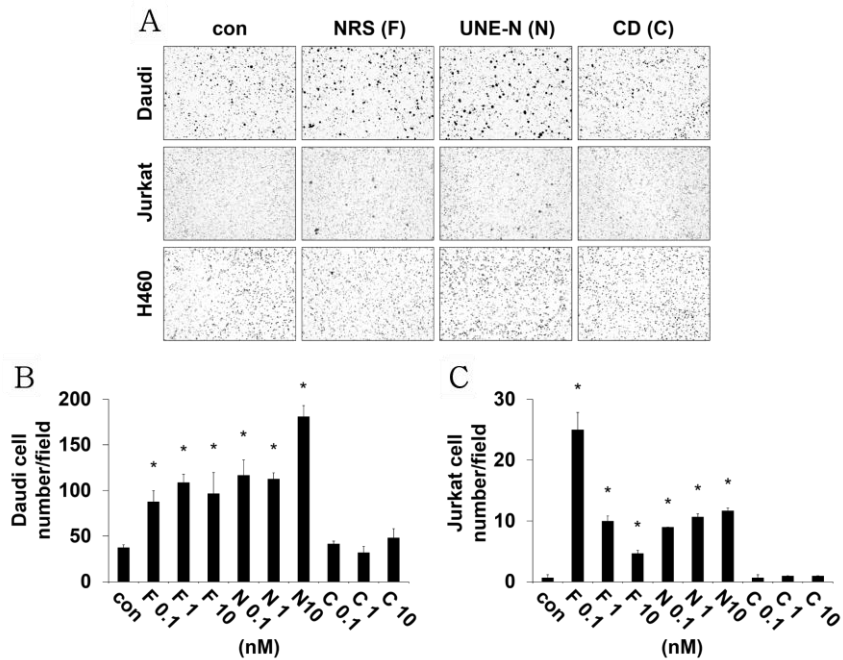 A
con NRS (F) UNE-N (N) CD (C)
Daudi
Jurkat
H460
B
Daudi cell
number/field
200
150
100
50
0
*
*
*
*
*
*
con F 0.1 F 1 F 10 N 0.1 N 1 N10 C 0.1 C 1 C 10
(nM)
C
Jurkat cell
number/field
30
20
10
0
*
*
*
*
*
*
con F 0.1 F 1 F 10 N 0.1 N 1 N10 C 0.1 C 1 C 10
(nM)